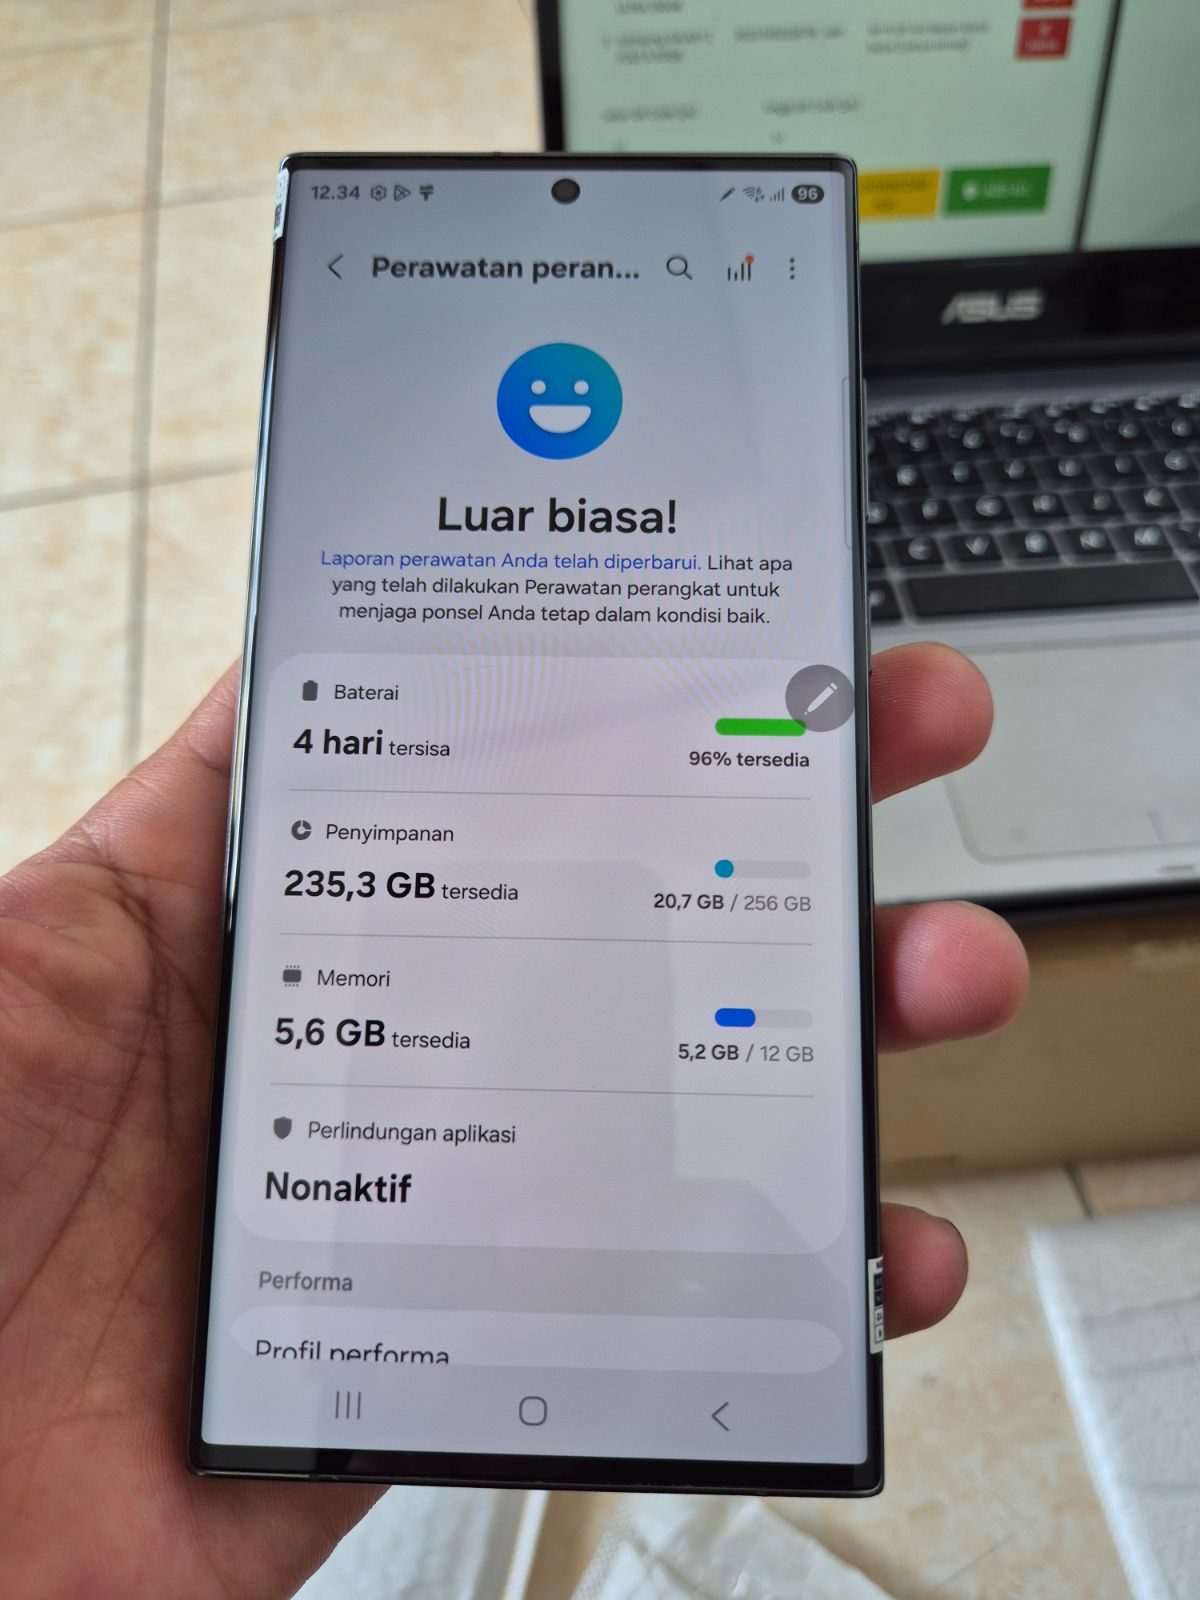 12.34
96
Perawatan peran...
Luar biasa!
Laporan perawatan Anda telah diperbarui. Lihat apa
yang telah dilakukan Perawatan perangkat untuk
menjaga ponsel Anda tetap dalam kondisi baik.
Baterai
4 hari tersisa
96% tersedia
Penyimpanan
235,3 GB tersedia
20,7 GB / 256 GB
Memori
5,6 GB tersedia
5,2 GB / 12 GB
Perlindungan aplikasi
Nonaktif
Performa
Profil performa
ASUS